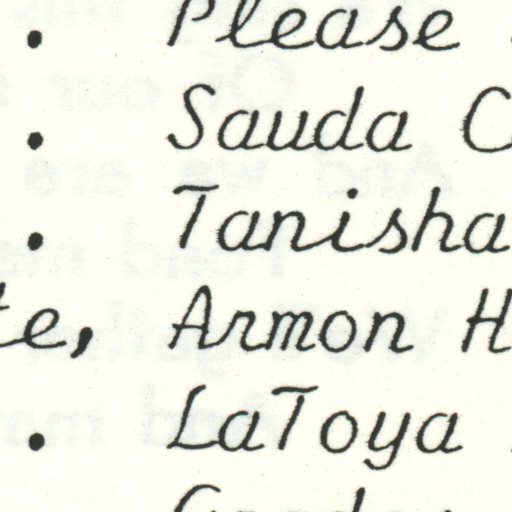 . Please
. Sauda C
. Tanisha
te, Armon H
. LaToya